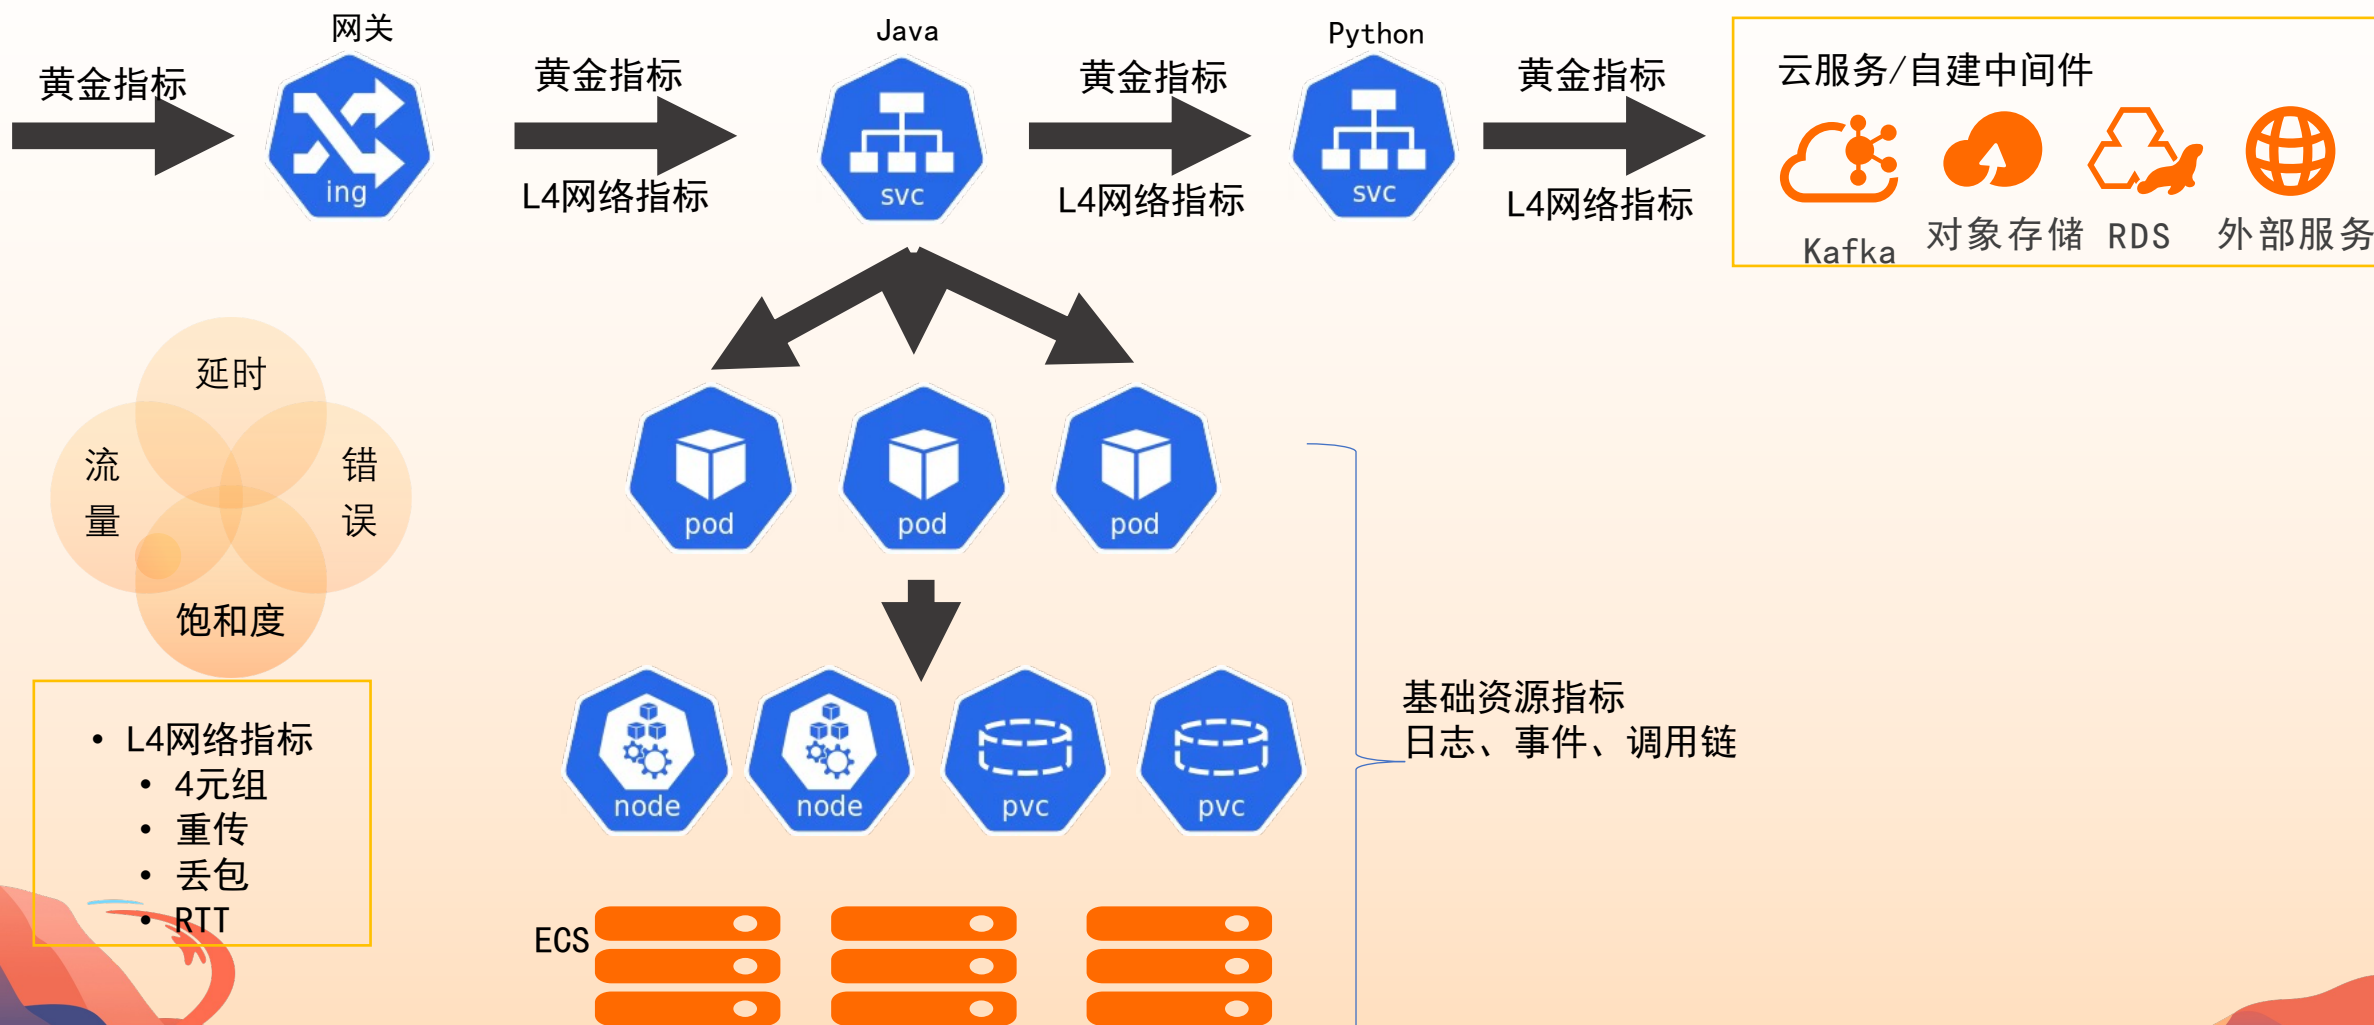 网关
Java
Python
黄金指标
黄金指标
黄金指标
黄金指标
云服务/自建中间件
ing
svc
svc
L4网络指标
L4网络指标
L4网络指标
Kafka
对象存储
RDS
外部服务
延时
流量
错误
饱和度
pod
pod
pod
• L4网络指标
• 4元组
• 重传
• 丢包
• RTT
node
node
pvc
pvc
基础资源指标
日志、事件、调用链
ECS